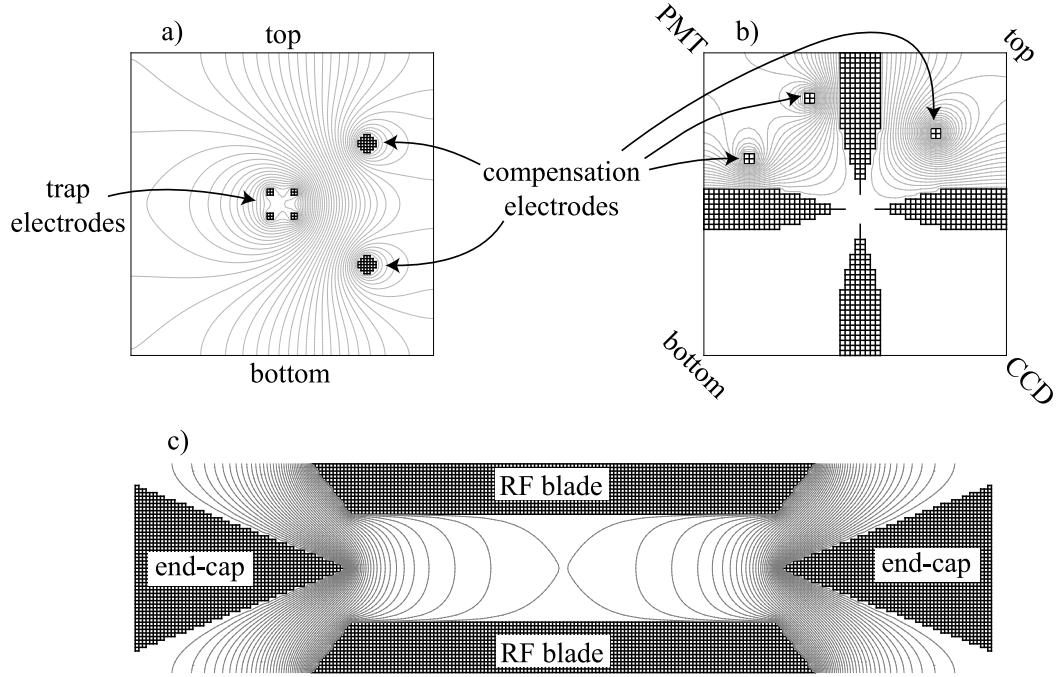 a)
top
trap
electrodes
bottom
compensation
electrodes
PMT
b)
top
bottom
CCD
c)
RF blade
end-cap
end-cap
RF blade